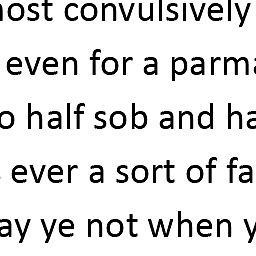 most convulsively
even for a parma
half sob and ha
ever a sort of fa
ay ye not when y